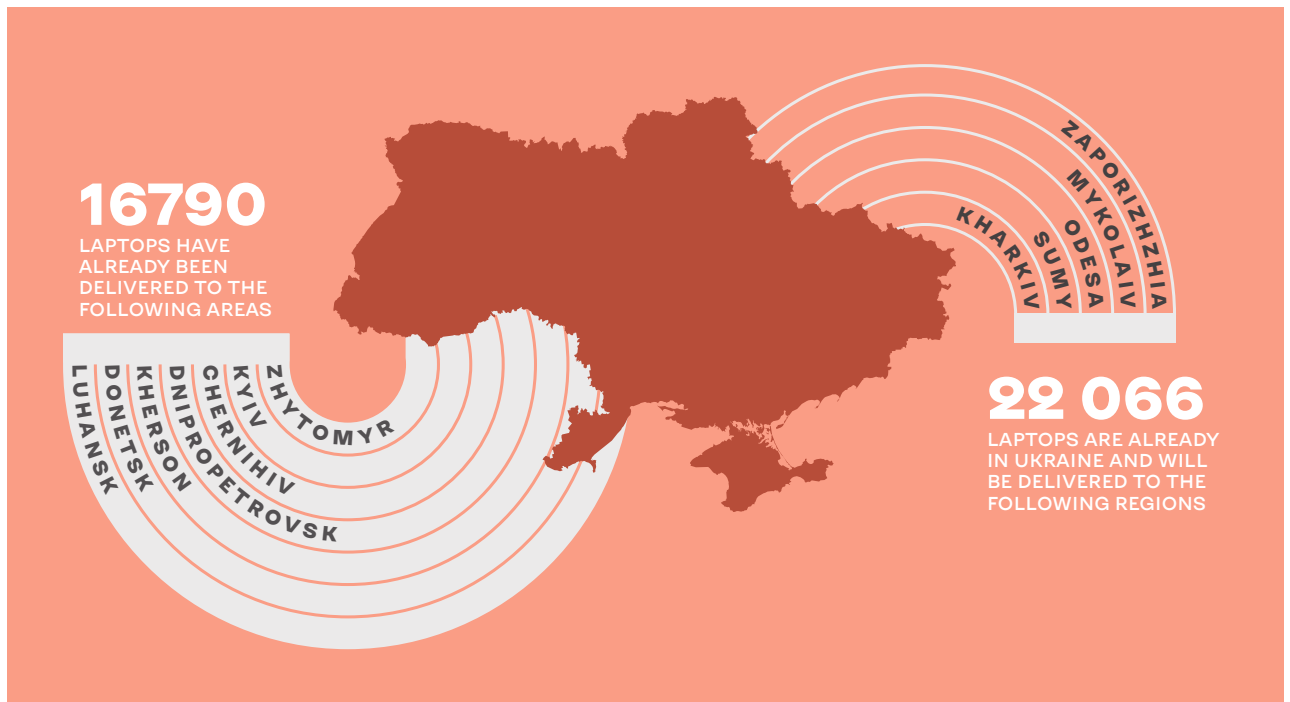 16790
LAPTOPS HAVE
ALREADY BEEN
DELIVERED TO THE
FOLLOWING AREAS
LUHANSK
DONETSK
KHERSON
DNIPROPETROVSK
CHERNIHIV
KYIV
ZHYTOMYR
KHARKIV
SUMY
ODESA
MYKOLAIV
ZAPORIZHZHIA
22 066
LAPTOPS ARE ALREADY
IN UKRAINE AND WILL
BE DELIVERED TO THE
FOLLOWING REGIONS